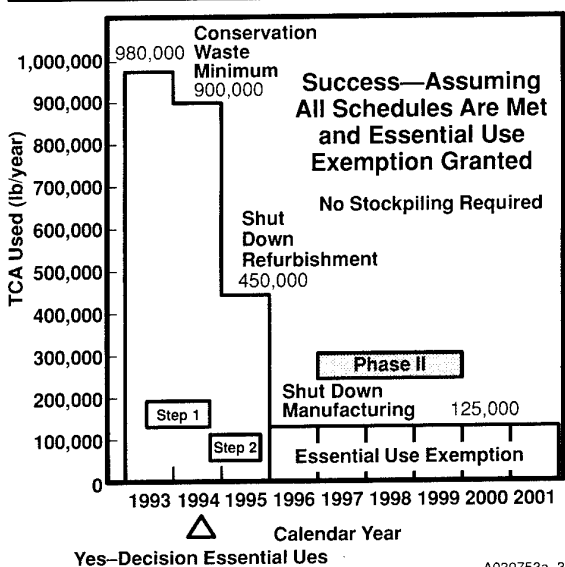 Conservation
Waste
Minimum
980,000
900,000
Success—Assuming
All Schedules Are Met
and Essential Use
Exemption Granted
No Stockpiling Required
1,000,000
900,000
800,000
700,000
600,000
500,000
400,000
300,000
200,000
100,000
0
TCA Used (lb/year)
Shut
Down
Refurbishment
450,000
Phase II
Shut Down
Manufacturing
125,000
Step 1
Step 2
Essential Use Exemption
1993 1994 1995 1996 1997 1998 1999 2000 2001
Calendar Year
Yes–Decision Essential Ues